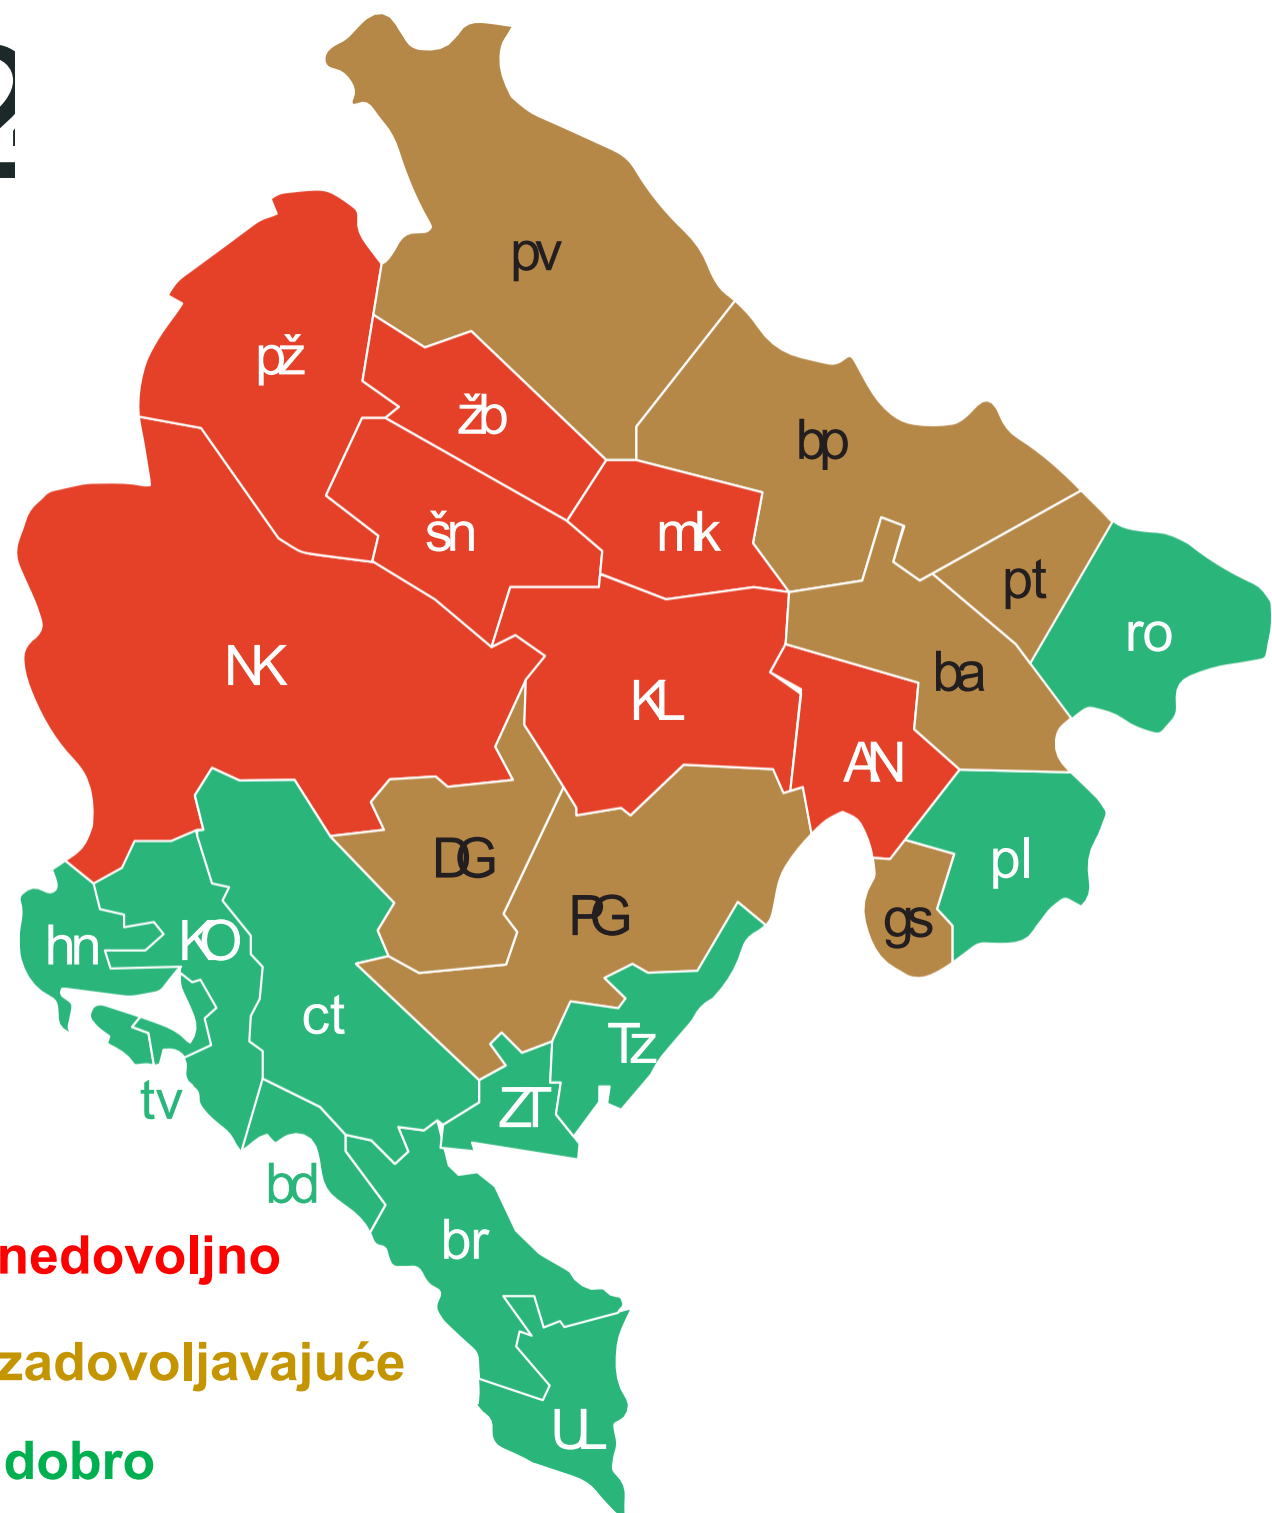 pv
pž
žb
bp
šn
mk
pt
ro
NK
ba
KL
AN
DG
pl
PG
gs
hn
KO
ct
Tz
tv
ZT
bd
br
nedovoljno
zadovoljavajuće
UL
dobro